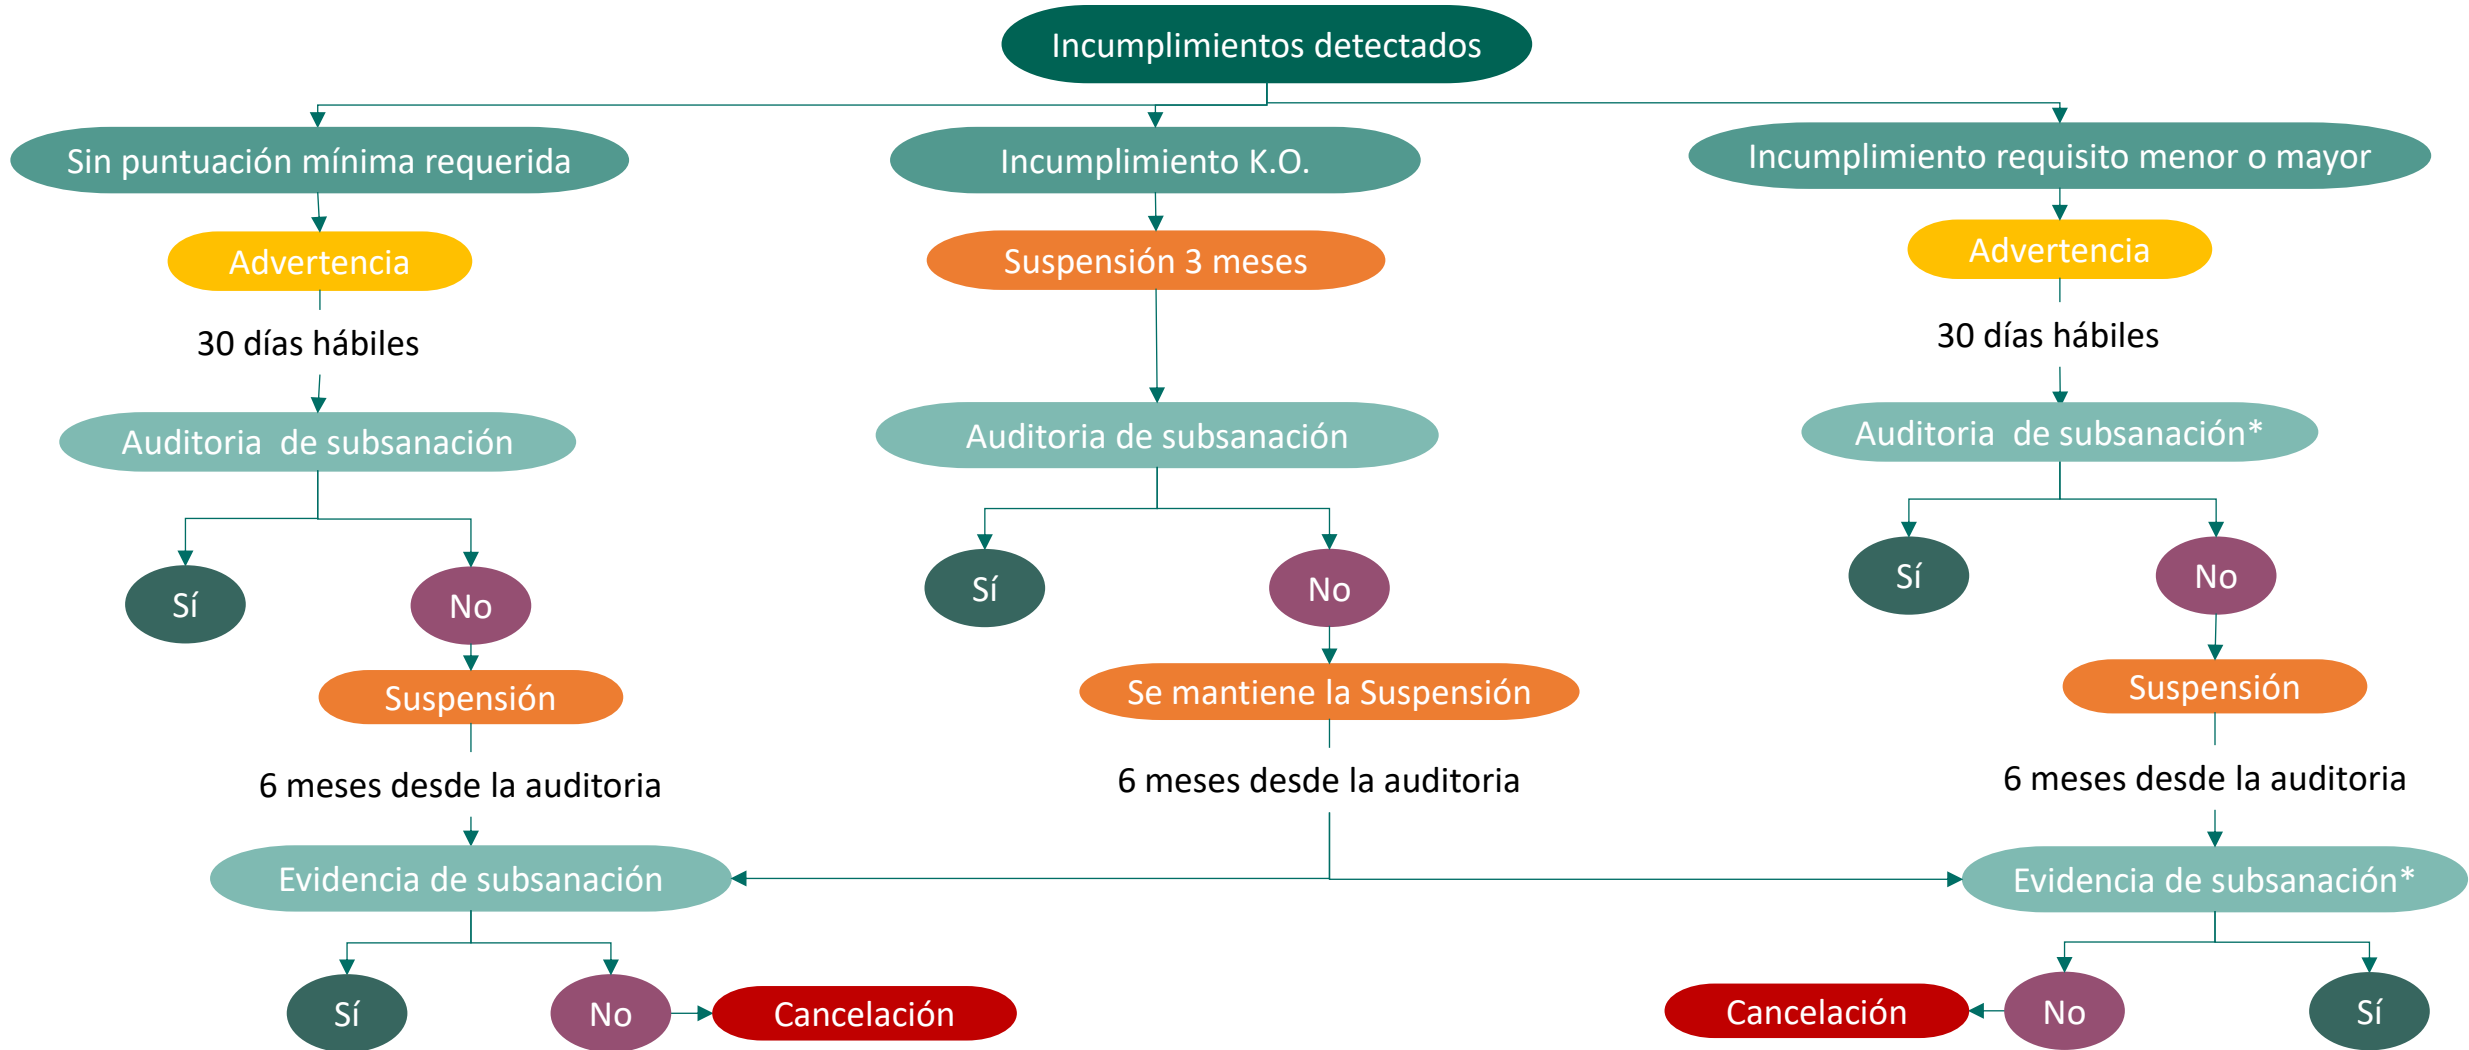 Incumplimientos detectados
Sin puntuación mínima requerida
Incumplimiento K.O.
Incumplimiento requisito menor o mayor
Advertencia
Suspensión 3 meses
Advertencia
30 días hábiles
30 días hábiles
Auditoria de subsanación
Auditoria de subsanación
Auditoria de subsanación*
Sí
No
Sí
No
Sí
No
Suspensión
Se mantiene la Suspensión
Suspensión
6 meses desde la auditoria
6 meses desde la auditoria
6 meses desde la auditoria
Evidencia de subsanación
Evidencia de subsanación*
Sí
No
Cancelación
Cancelación
No
Sí